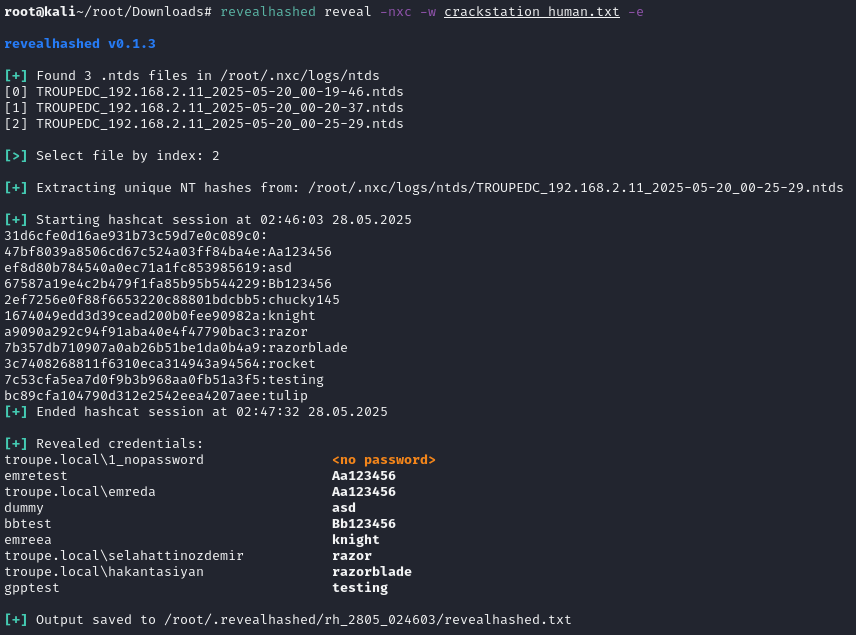 root@kali~/root/Downloads# revealhashed reveal -nxc -w crackstation_human.txt -e
revealhashed v0.1.3
[+] Found 3 .ntds files in /root/.nxc/logs/ntds
[0] TROUPEDC_192.168.2.11_2025-05-20_00-19-46.ntds
[1] TROUPEDC_192.168.2.11_2025-05-20_00-20-37.ntds
[2] TROUPEDC_192.168.2.11_2025-05-20_00-25-29.ntds
[>] Select file by index: 2
[+] Extracting unique NT hashes from: /root/.nxc/logs/ntds/TROUPEDC_192.168.2.11_2025-05-20_00-25-29.ntds
[+] Starting hashcat session at 02:46:03 28.05.2025
31d6cfe0d16ae931b73c59d7e0c089c0:
47bf8039a8506cd67c524a03ff84ba4e:Aa123456
ef8d80b784540a0ec71a1fc853985619:asd
67587a19e4c2b479f1fa85b95b544229:Bb123456
2ef7256e0f88f6653220c88801bdcbb5:chucky145
1674049edd3d39cead200b0fee90982a:knight
a9090a292c94f91aba40e4f47790bac3:razor
7b357db710907a0ab26b51be1da0b4a9:razorblade
3c7408268811f6310eca314943a94564:rocket
7c53cfa5ea7d0f9b3b968aa0fb51a3f5:testing
bc89cfa104790d312e2542eea4207aee:tulip
[+] Ended hashcat session at 02:47:32 28.05.2025
[+] Revealed credentials:
troupe.local\1_nopassword <no password>
emretest Aa123456
troupe.local\emreda Aa123456
dummy asd
bbtest Bb123456
emreea knight
troupe.local\selahattinozdemir razor
troupe.local\hakantasiyan razorblade
gpptest testing
[+] Output saved to /root/.revealhashed/rh_2805_024603/revealhashed.txt